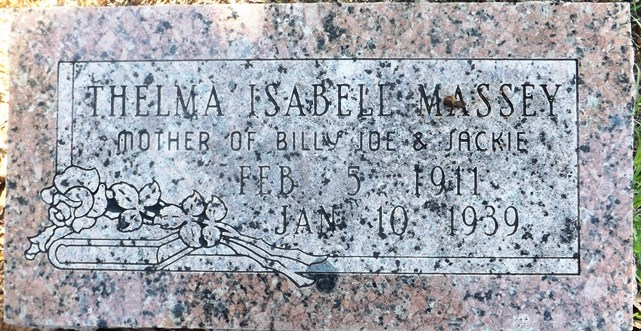 THELMA ISABELL MASSEY
MOTHER OF BILLY JOE & JACKIE
FEB 5 1911
JAN 10 1939